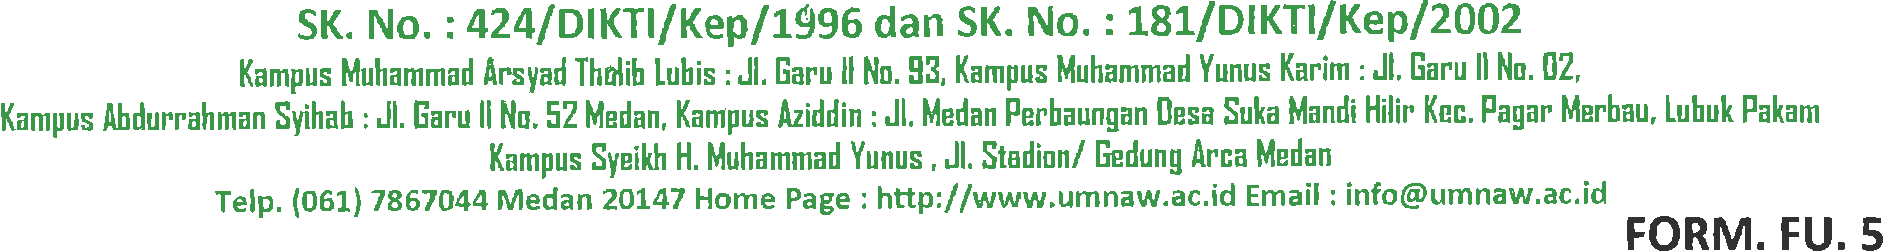 SK. No. : 424/DIKTI/Kep/1996 dan SK. No. : 181/DIKTI/Kep/2002
Kampus Muhammad Arsyad Tholib Lubis : Jl. Garu II No. 93, Kampus Muhammad Yunus Karim : Jl. Garu II No. 02,
Kampus Abdurrahman Syihab : Jl. Garu II No. 52 Medan, Kampus Aziddin : Jl. Medan Perbaungan Desa Suka Mandi Hilir Kec. Pagar Merbau, Lubuk Pakam
Kampus Syeikh H. Muhammad Yunus , Jl. Stadion/ Gedung Arca Medan
Telp. (061) 7867044 Medan 20147 Home Page : http://www.umnaw.ac.id Email : info@umnaw.ac.id
FORM. FU. 5